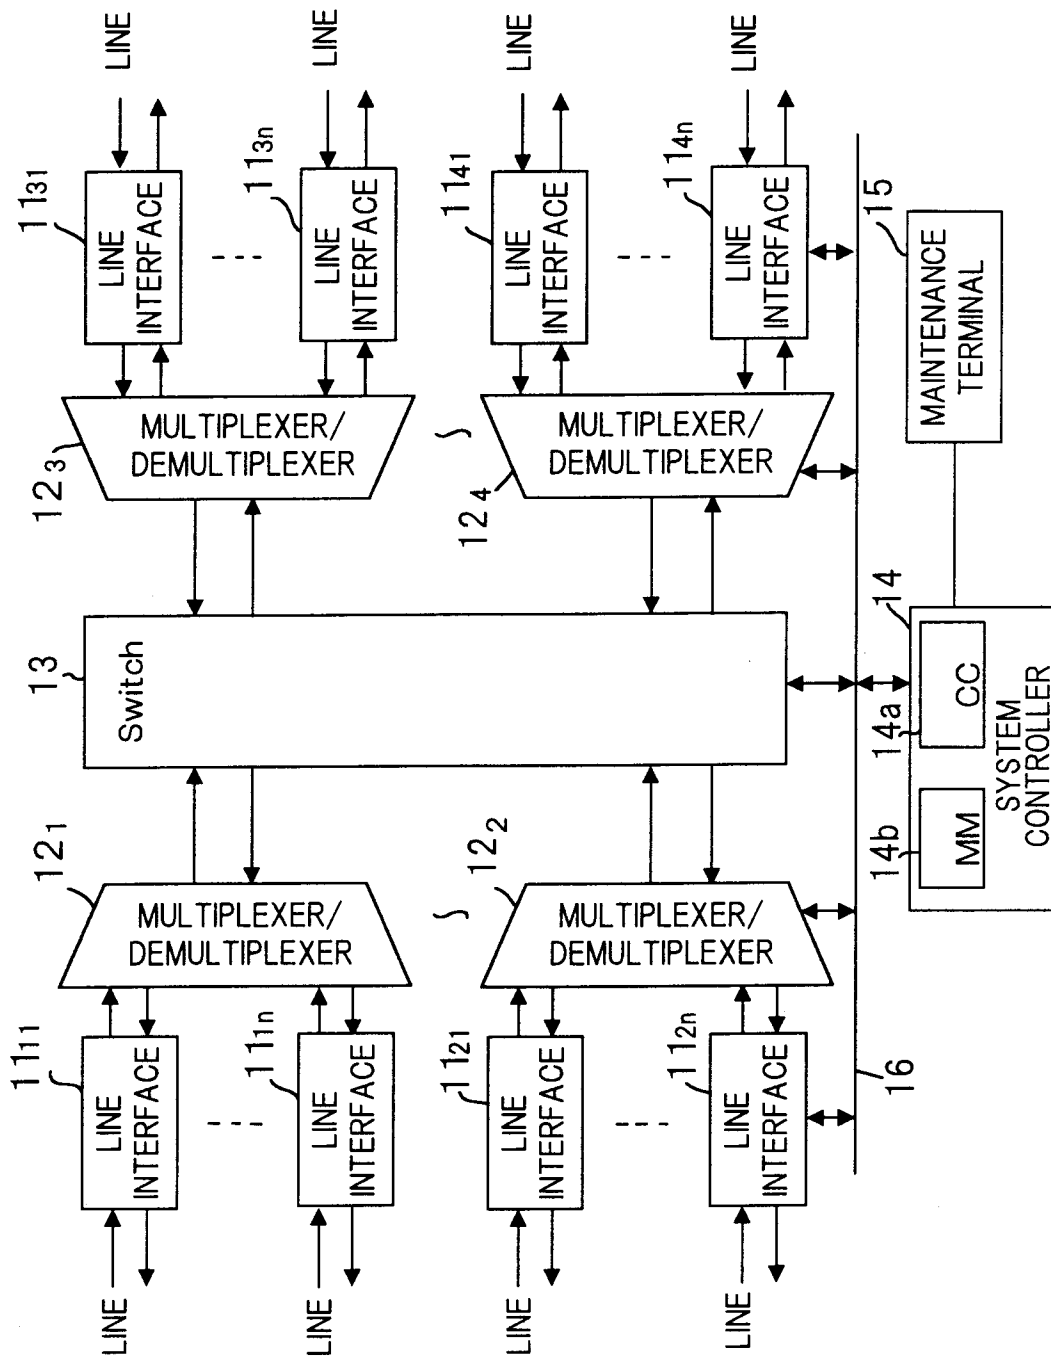 LINE
LINE
LINE
LINE
11₃₁
LINE
INTERFACE
11₃ₙ
LINE
INTERFACE
11₄₁
LINE
INTERFACE
11₄ₙ
LINE
INTERFACE
12₃
MULTIPLEXER/
DEMULTIPLEXER
12₄
MULTIPLEXER/
DEMULTIPLEXER
15
MAINTENANCE
TERMINAL
13
Switch
14
14a
CC
14b
MM
SYSTEM
CONTROLLER
12₁
MULTIPLEXER/
DEMULTIPLEXER
12₂
MULTIPLEXER/
DEMULTIPLEXER
11₁₁
LINE
INTERFACE
11₁ₙ
LINE
INTERFACE
11₂₁
LINE
INTERFACE
11₂ₙ
LINE
INTERFACE
16
LINE
LINE
LINE
LINE